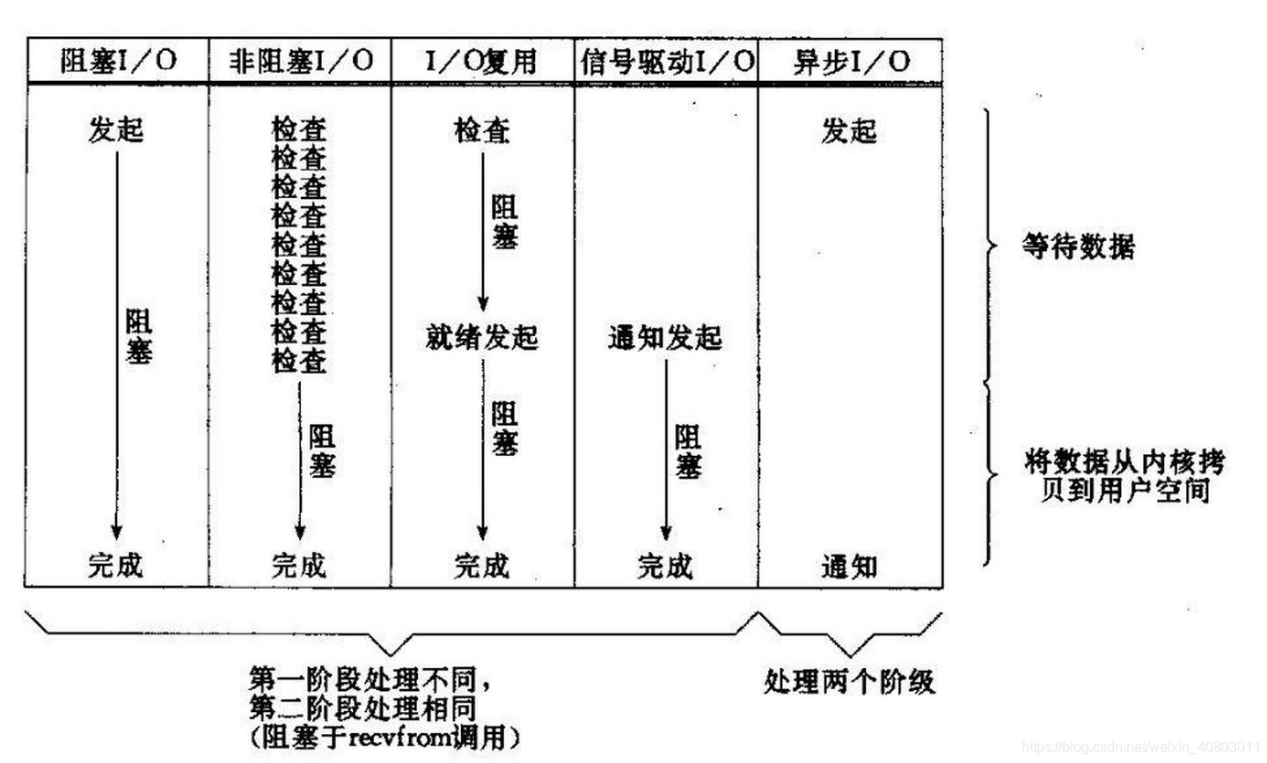 阻塞I/O 非阻塞I/O I/O复用 信号驱动I/O 异步I/O
发起 检查 检查 发起
检查
检查
检查
检查
检查
检查
检查
检查
阻塞
阻塞
就绪发起 通知发起
阻塞
阻塞
阻塞
完成 完成 完成 完成 通知
等待数据
将数据从内核拷
贝到用户空间
第一阶段处理不同，
第二阶段处理相同
(阻塞于recvfrom调用)
处理两个阶级
https://blog.csdn.net/weixin_40803011